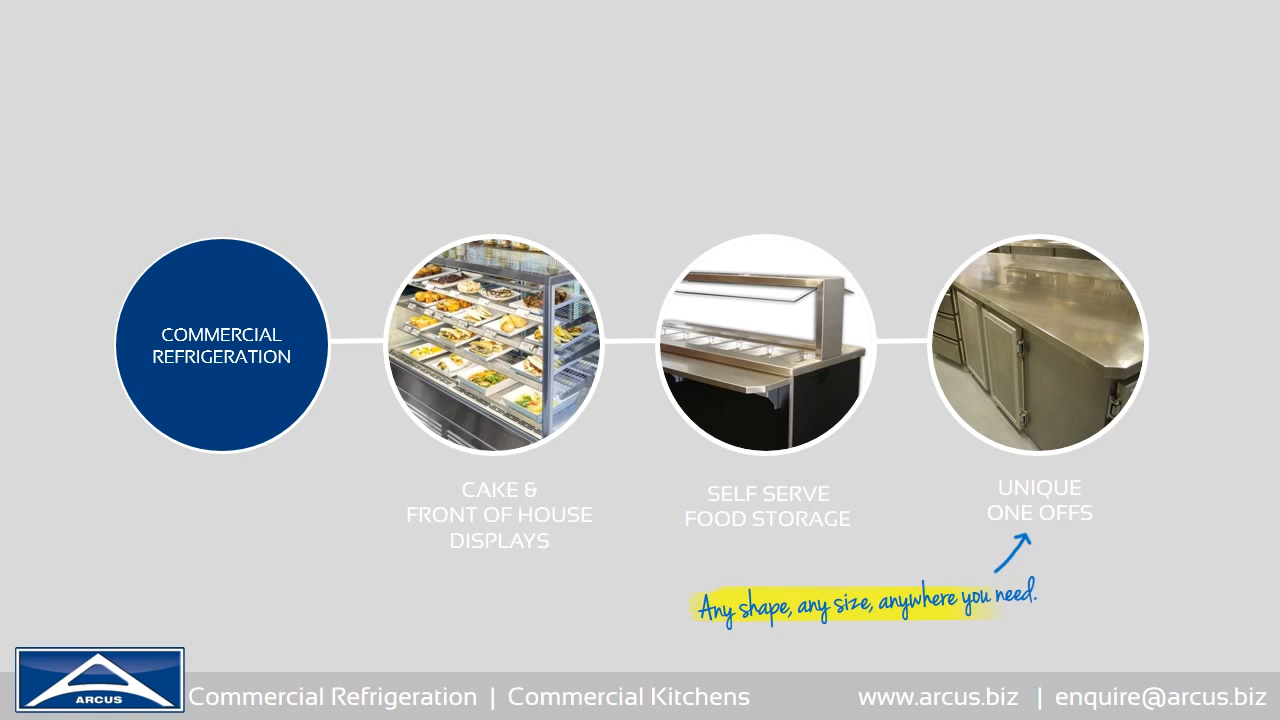 COMMERCIAL
REFRIGERATION
CAKE &
FRONT OF HOUSE
DISPLAYS
SELF SERVE
FOOD STORAGE
UNIQUE
ONE OFFS
Any shape, any size, anywhere you need.
ARCUS
Commercial Refrigeration | Commercial Kitchens
www.arcus.biz | enquire@arcus.biz